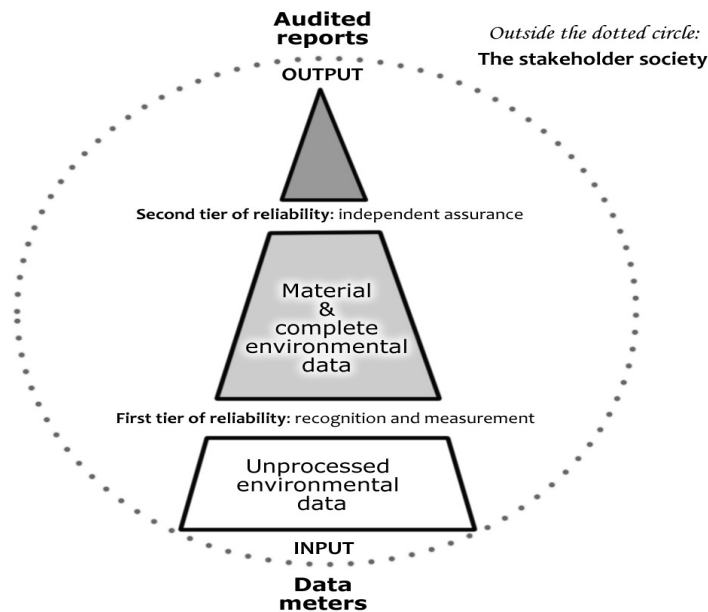 Audited
reports
Outside the dotted circle:
The stakeholder society
OUTPUT
Second tier of reliability: independent assurance
Material
&
complete
environmental
data
First tier of reliability: recognition and measurement
Unprocessed
environmental
data
INPUT
Data
meters